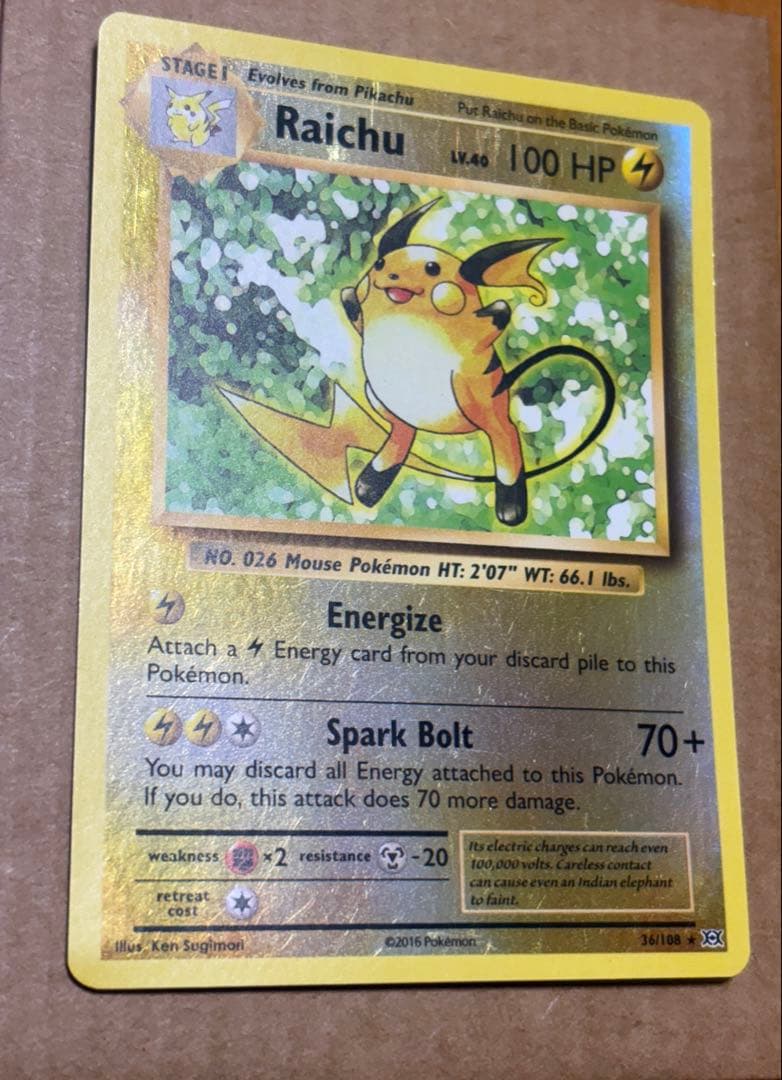 STAGE 1 Evolves from Pikachu Put Raichu on the Basic Pokémon
Raichu LV.40 100 HP
NO. 026 Mouse Pokémon HT: 2'07" WT: 66.1 lbs.
Energize
Attach a Energy card from your discard pile to this
Pokémon.
Spark Bolt 70+
You may discard all Energy attached to this Pokémon.
If you do, this attack does 70 more damage.
weakness ×2 resistance -20
retreat
cost
Its electric charges can reach even
100,000 volts. Careless contact
can cause even an Indian elephant
to faint.
Illus. Ken Sugimori ©2016 Pokémon 36/108 ★